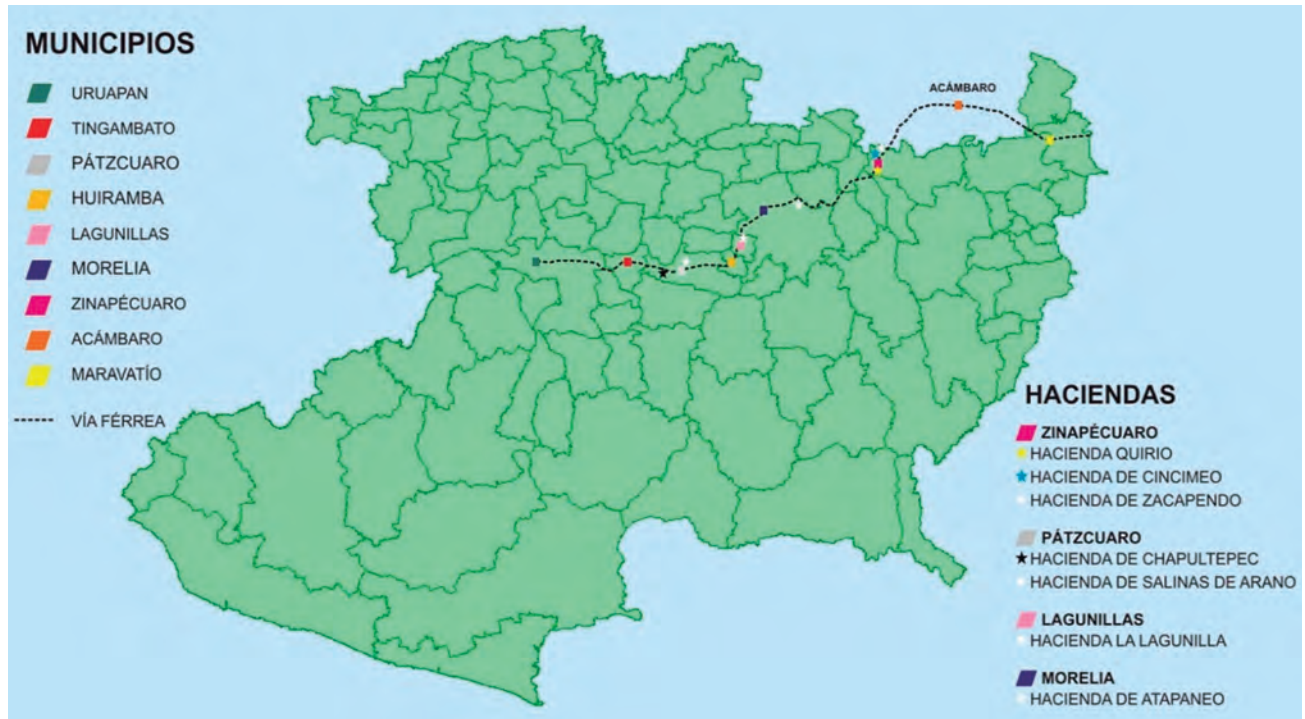 MUNICIPIOS
URUAPAN
TINGAMBATO
PÁTZCUARO
HUIRAMBA
LAGUNILLAS
MORELIA
ZINAPÉCUARO
ACÁMBARO
MARAVATÍO
VÍA FÉRREA
ACÁMBARO
HACIENDAS
ZINAPÉCUARO
HACIENDA QUIRIO
HACIENDA DE CINCIMEO
HACIENDA DE ZACAPENDO
PÁTZCUARO
HACIENDA DE CHAPULTEPEC
HACIENDA DE SALINAS DE ARANO
LAGUNILLAS
HACIENDA LA LAGUNILLA
MORELIA
HACIENDA DE ATAPANEO